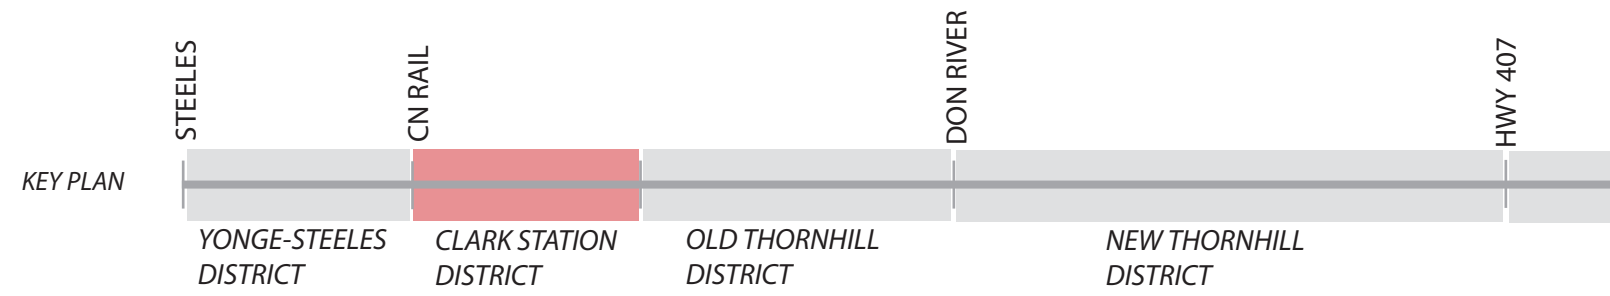 STEELES
CN RAIL
DON RIVER
HWY 407
KEY PLAN
YONGE-STEELES
DISTRICT
CLARK STATION
DISTRICT
OLD THORNHILL
DISTRICT
NEW THORNHILL
DISTRICT